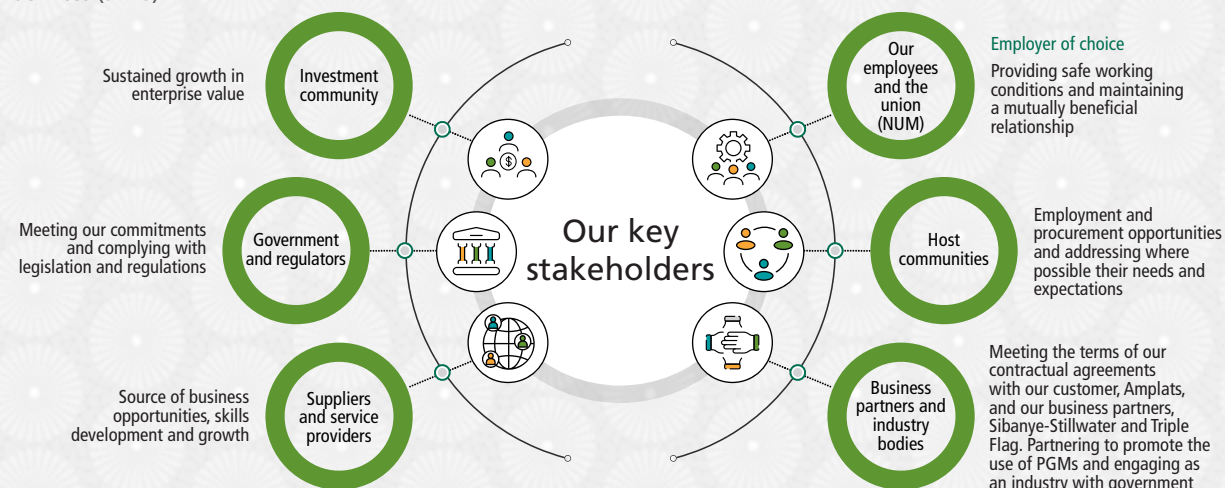 Investment
community
Sustained growth in
enterprise value
Government
and regulators
Meeting our commitments
and complying with
legislation and regulations
Suppliers
and service
providers
Source of business
opportunities, skills
development and growth
Our key
stakeholders
$
Our
employees
and the
union
(NUM)
Employer of choice
Providing safe working
conditions and maintaining
a mutually beneficial
relationship
Host
communities
Employment and
procurement opportunities
and addressing where
possible their needs and
expectations
Business
partners and
industry
bodies
Meeting the terms of our
contractual agreements
with our customer, Amplats,
and our business partners,
Sibanye-Stillwater and Triple
Flag. Partnering to promote the
use of PGMs and engaging as
an industry with government